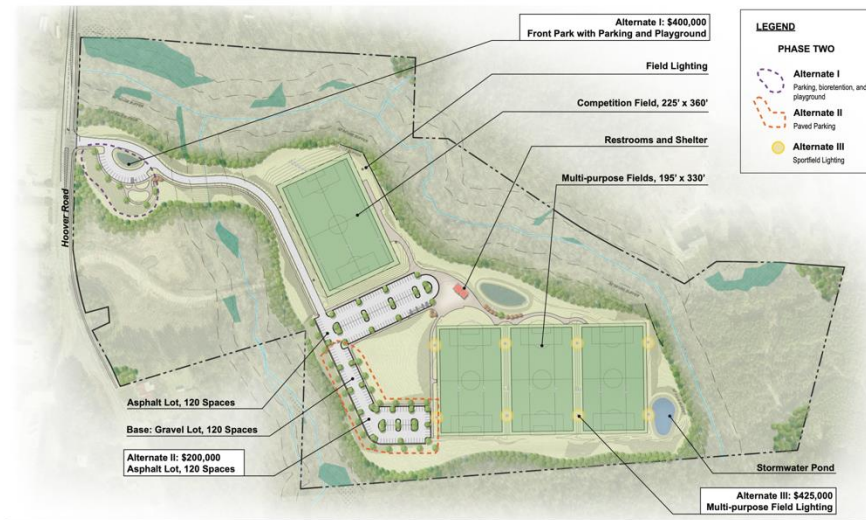 Alternate I: $400,000
Front Park with Parking and Playground
Field Lighting
Competition Field, 225' x 360'
Restrooms and Shelter
Multi-purpose Fields, 195' x 330'
Hoover Road
Asphalt Lot, 120 Spaces
Base: Gravel Lot, 120 Spaces
Alternate II: $200,000
Asphalt Lot, 120 Spaces
Stormwater Pond
Alternate III: $425,000
Multi-purpose Field Lighting
LEGEND
PHASE TWO
Alternate I
Parking, bioretention, and
playground
Alternate II
Paved Parking
Alternate III
Sportfield Lighting